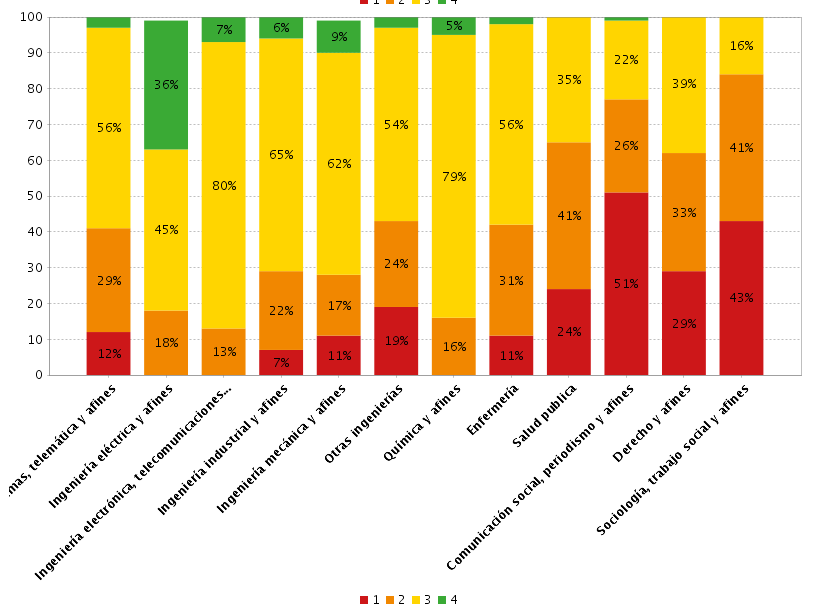 1 2 3 4
100
90
80
70
60
50
40
30
20
10
0
56% 29% 12%
36% 45% 18%
7% 80% 13%
6% 65% 22% 7%
9% 62% 17% 11%
54% 24% 19%
5% 79% 16%
56% 31% 11%
35% 41% 24%
22% 26% 51%
39% 33% 29%
16% 41% 43%
mas, telemática y afines
Ingeniería eléctrica y afines
Ingeniería electrónica, telecomunicaciones...
Ingeniería industrial y afines
Ingeniería mecánica y afines
Otras ingenierías
Química y afines
Enfermería
Salud publica
Comunicación social, periodismo y afines
Derecho y afines
Sociología, trabajo social y afines
1 2 3 4